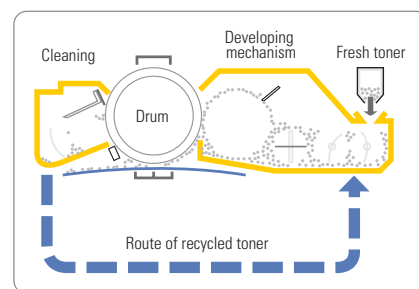 Cleaning
Developing
mechanism
Fresh toner
Drum
Route of recycled toner